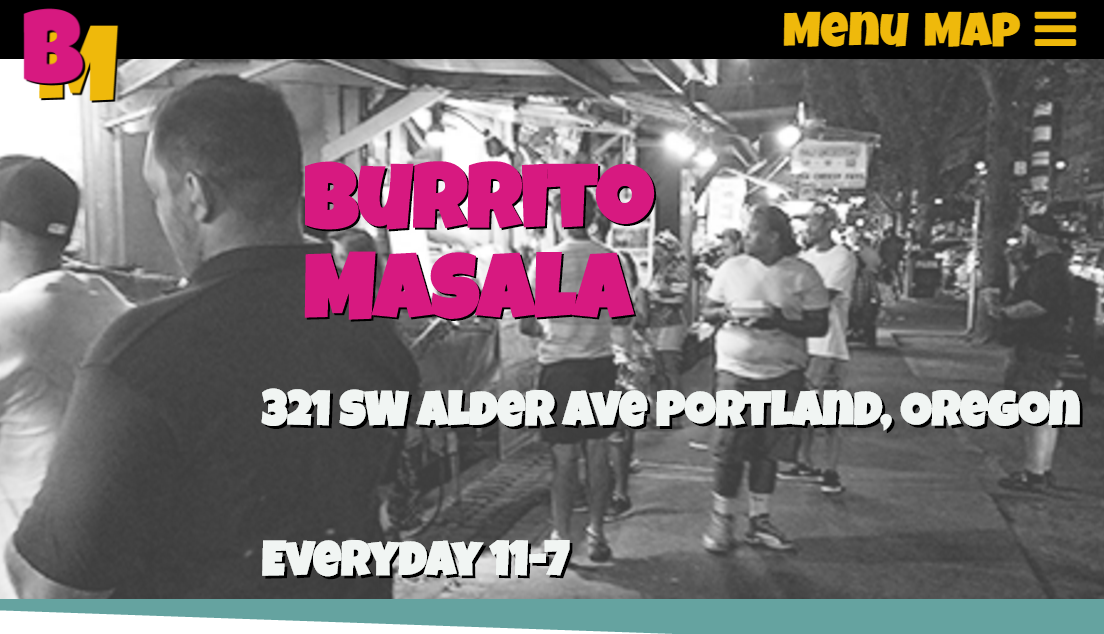 BM
Menu Map
Burrito
Masala
321 SW Alder Ave Portland, Oregon
Everyday 11-7